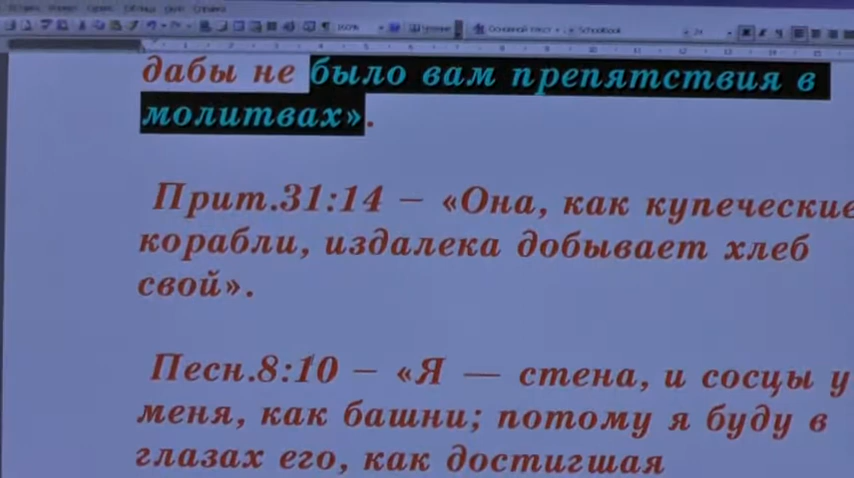 дабы не было вам препятствия в
молитвах».
Прит.31:14 – «Она, как купеческие
корабли, издалека добывает хлеб
свой».
Песн.8:10 – «Я — стена, и сосцы у
меня, как башни; потому я буду в
глазах его, как достигшая